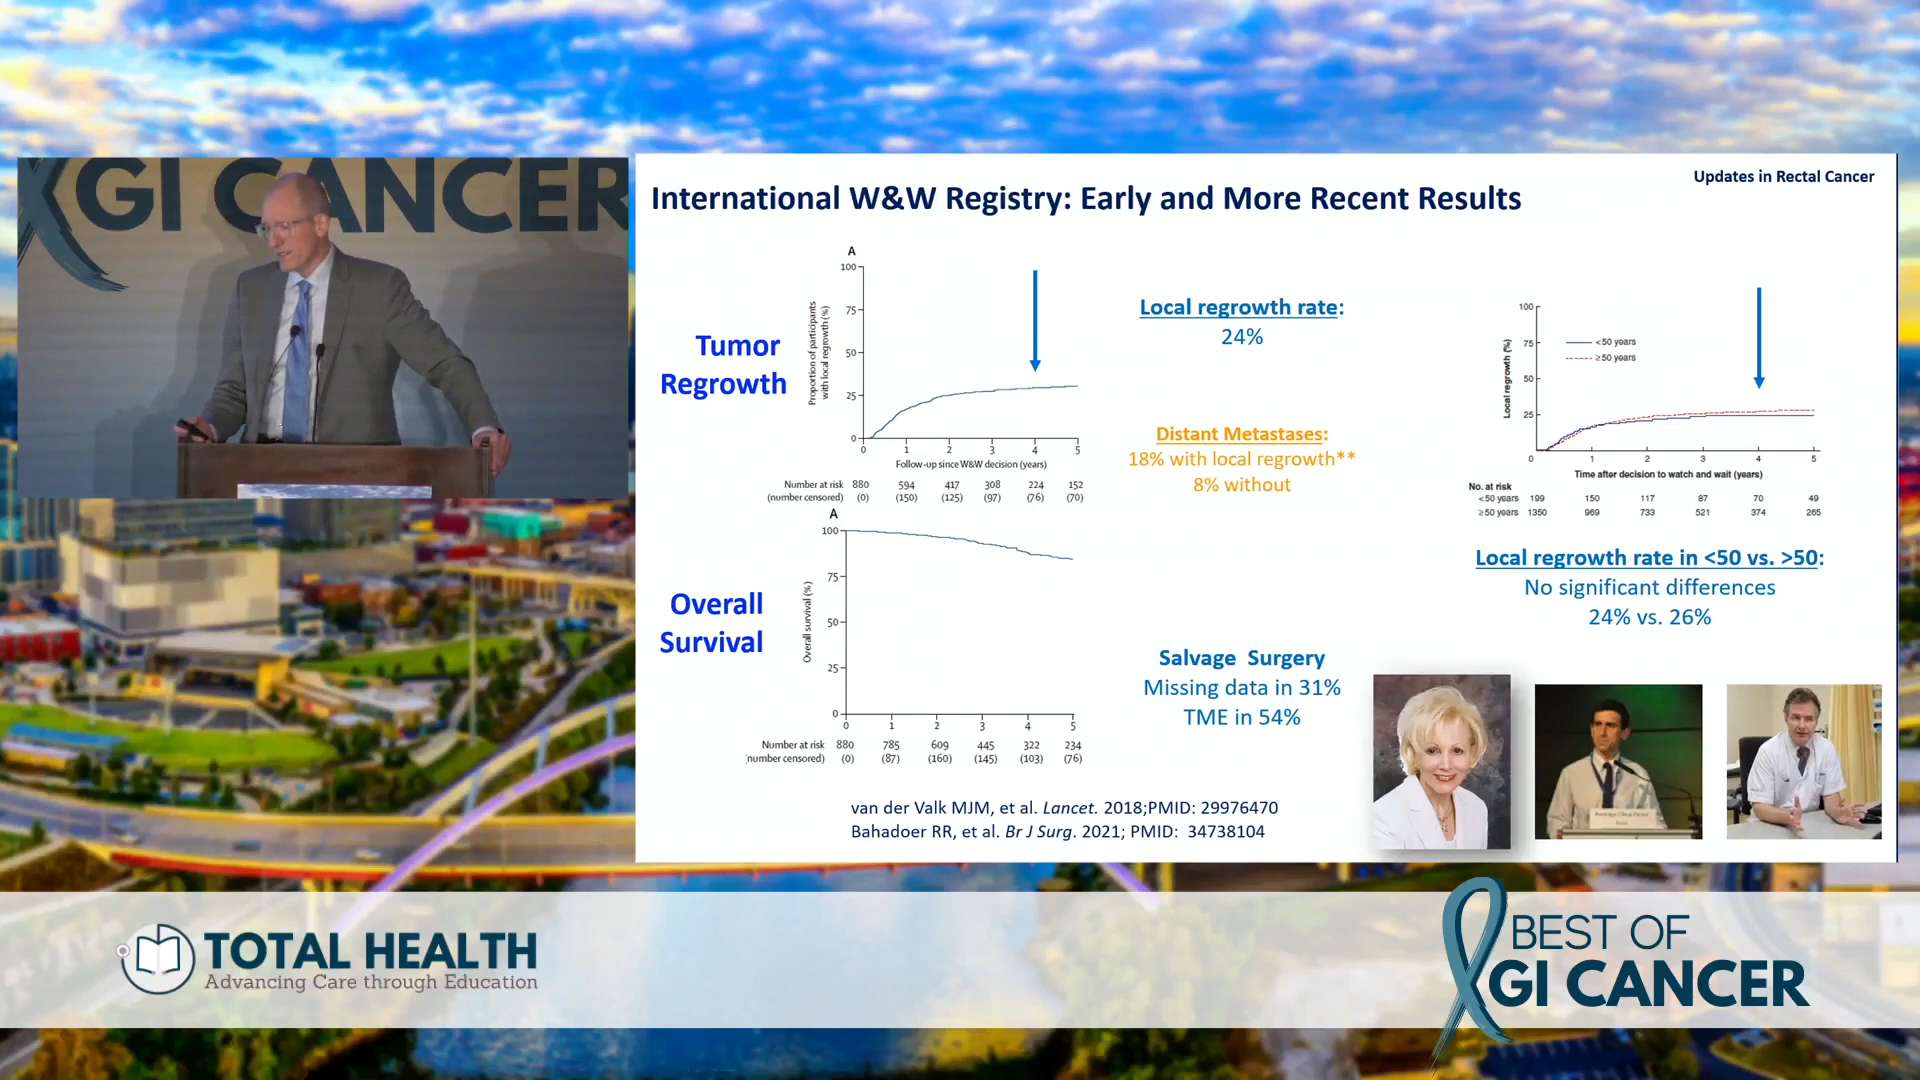 GI CANCER
Updates in Rectal Cancer
International W&W Registry: Early and More Recent Results
Tumor
Regrowth
A
Proportion of participants
with local regrowth (%)
100
75
50
25
0
1
2
3
4
5
Follow-up since W&W decision (years)
Number at risk 880 594 417 308 224 152
(number censored) (0) (150) (125) (97) (76) (70)
Local regrowth rate:
24%
Distant Metastases:
18% with local regrowth**
8% without
Local regrowth (%)
100
75
50
25
<50 years
≥50 years
0
1
2
3
4
5
Time after decision to watch and wait (years)
No. at risk
<50 years 199 150 117 87 70 49
≥50 years 1350 969 733 521 374 265
Local regrowth rate in <50 vs. >50:
No significant differences
24% vs. 26%
Overall
Survival
A
Overall survival (%)
100
75
50
25
0
0
1
2
3
4
5
Number at risk 880 785 609 445 322 234
number censored) (0) (87) (160) (145) (103) (76)
Salvage Surgery
Missing data in 31%
TME in 54%
van der Valk MJM, et al. Lancet. 2018;PMID: 29976470
Bahadoer RR, et al. Br J Surg. 2021; PMID: 34738104
TOTAL HEALTH
Advancing Care through Education
BEST OF
GI CANCER